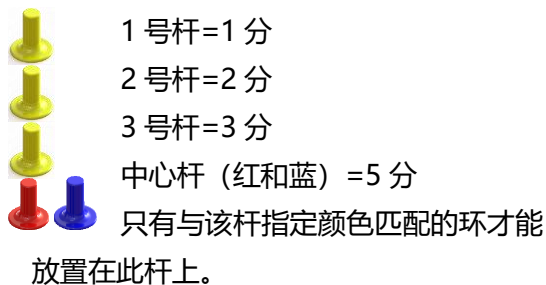 1 号杆=1 分
2 号杆=2 分
3 号杆=3 分
中心杆（红和蓝）=5 分
只有与该杆指定颜色匹配的环才能
放置在此杆上。